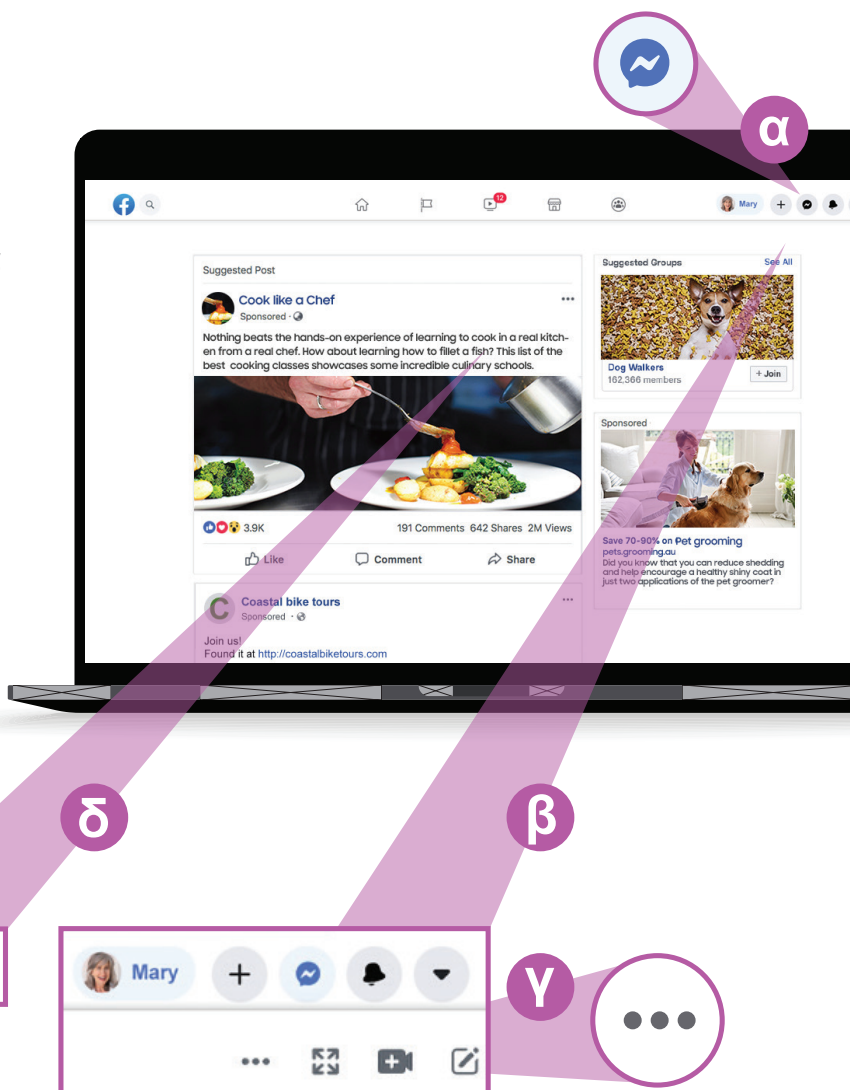 α
12
Mary
Suggested Post
Cook like a Chef
Sponsored ·
Nothing beats the hands-on experience of learning to cook in a real kitch-
en from a real chef. How about learning how to fillet a fish? This list of the
best cooking classes showcases some incredible culinary schools.
3.9K
191 Comments 642 Shares 2M Views
Like Comment Share
C
Coastal bike tours
Sponsored ·
Join us!
Found it at http://coastalbiketours.com
Suggested Groups See All
Dog Walkers
162,366 members
+ Join
Sponsored
Save 70-90% on Pet grooming
pets.grooming.au
Did you know that you can reduce shedding
and help encourage a healthy shiny coat in
just two applications of the pet groomer?
δ
β
Mary
γ